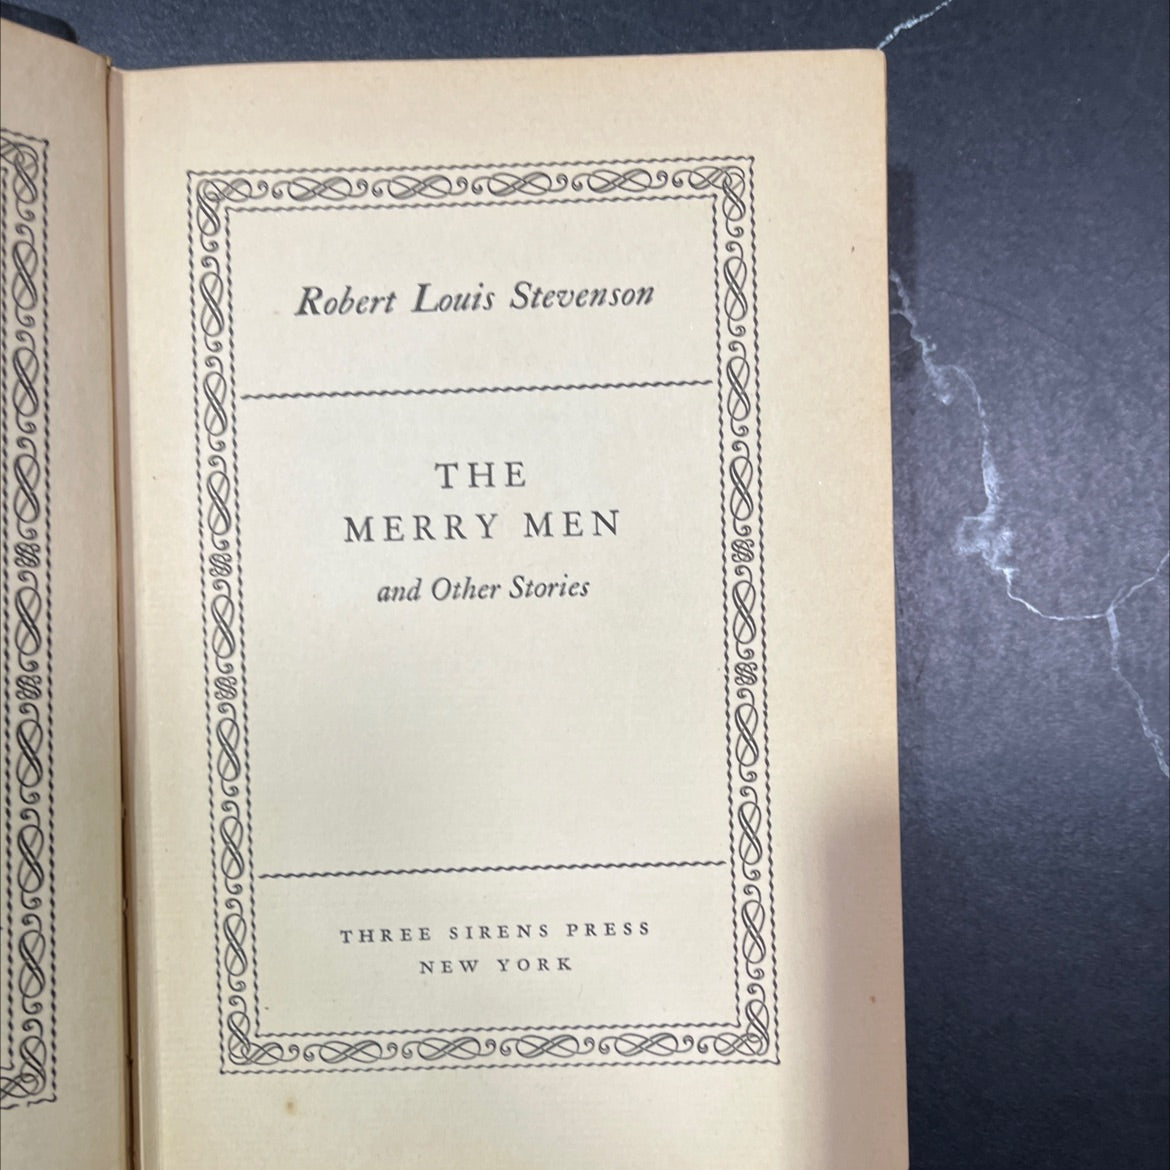 Robert Louis Stevenson
THE
MERRY MEN
and Other Stories
THREE SIRENS PRESS
NEW YORK